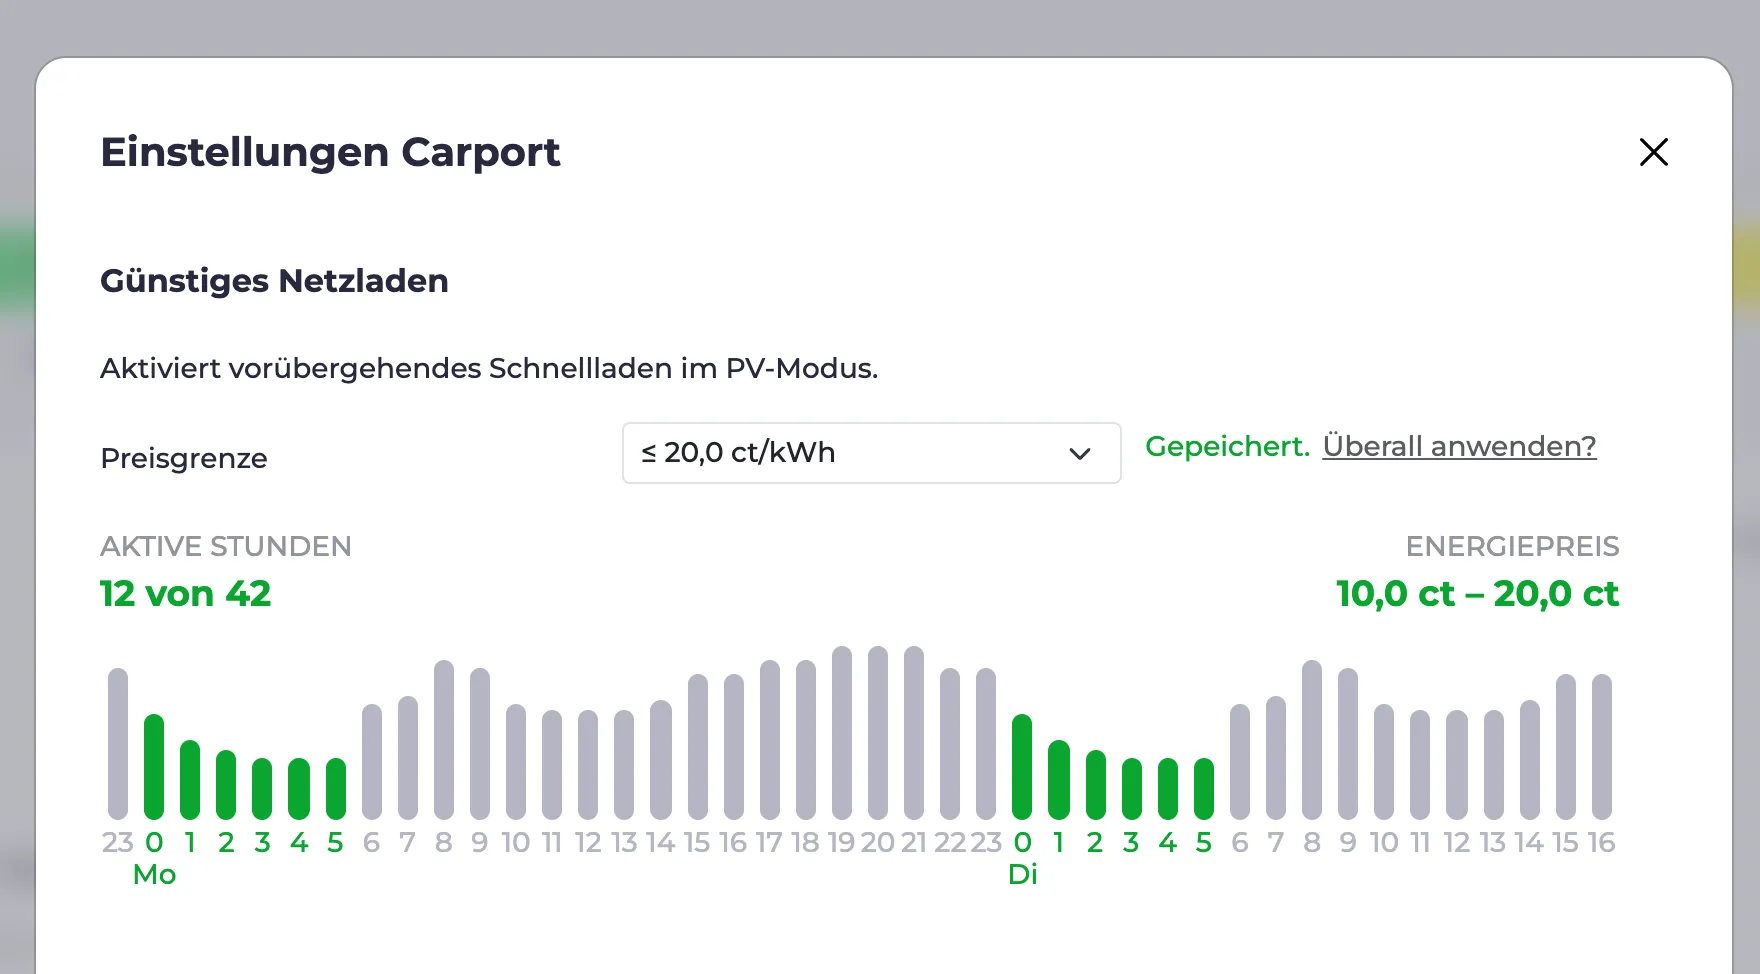 Einstellungen Carport
Günstiges Netzladen
Aktiviert vorübergehendes Schnellladen im PV-Modus.
Preisgrenze ≤ 20,0 ct/kWh Gepeichert. Überall anwenden?
AKTIVE STUNDEN ENERGIEPREIS
12 von 42 10,0 ct – 20,0 ct
23 0 1 2 3 4 5 6 7 8 9 10 11 12 13 14 15 16 17 18 19 20 21 22 23 0 1 2 3 4 5 6 7 8 9 10 11 12 13 14 15 16
Mo Di